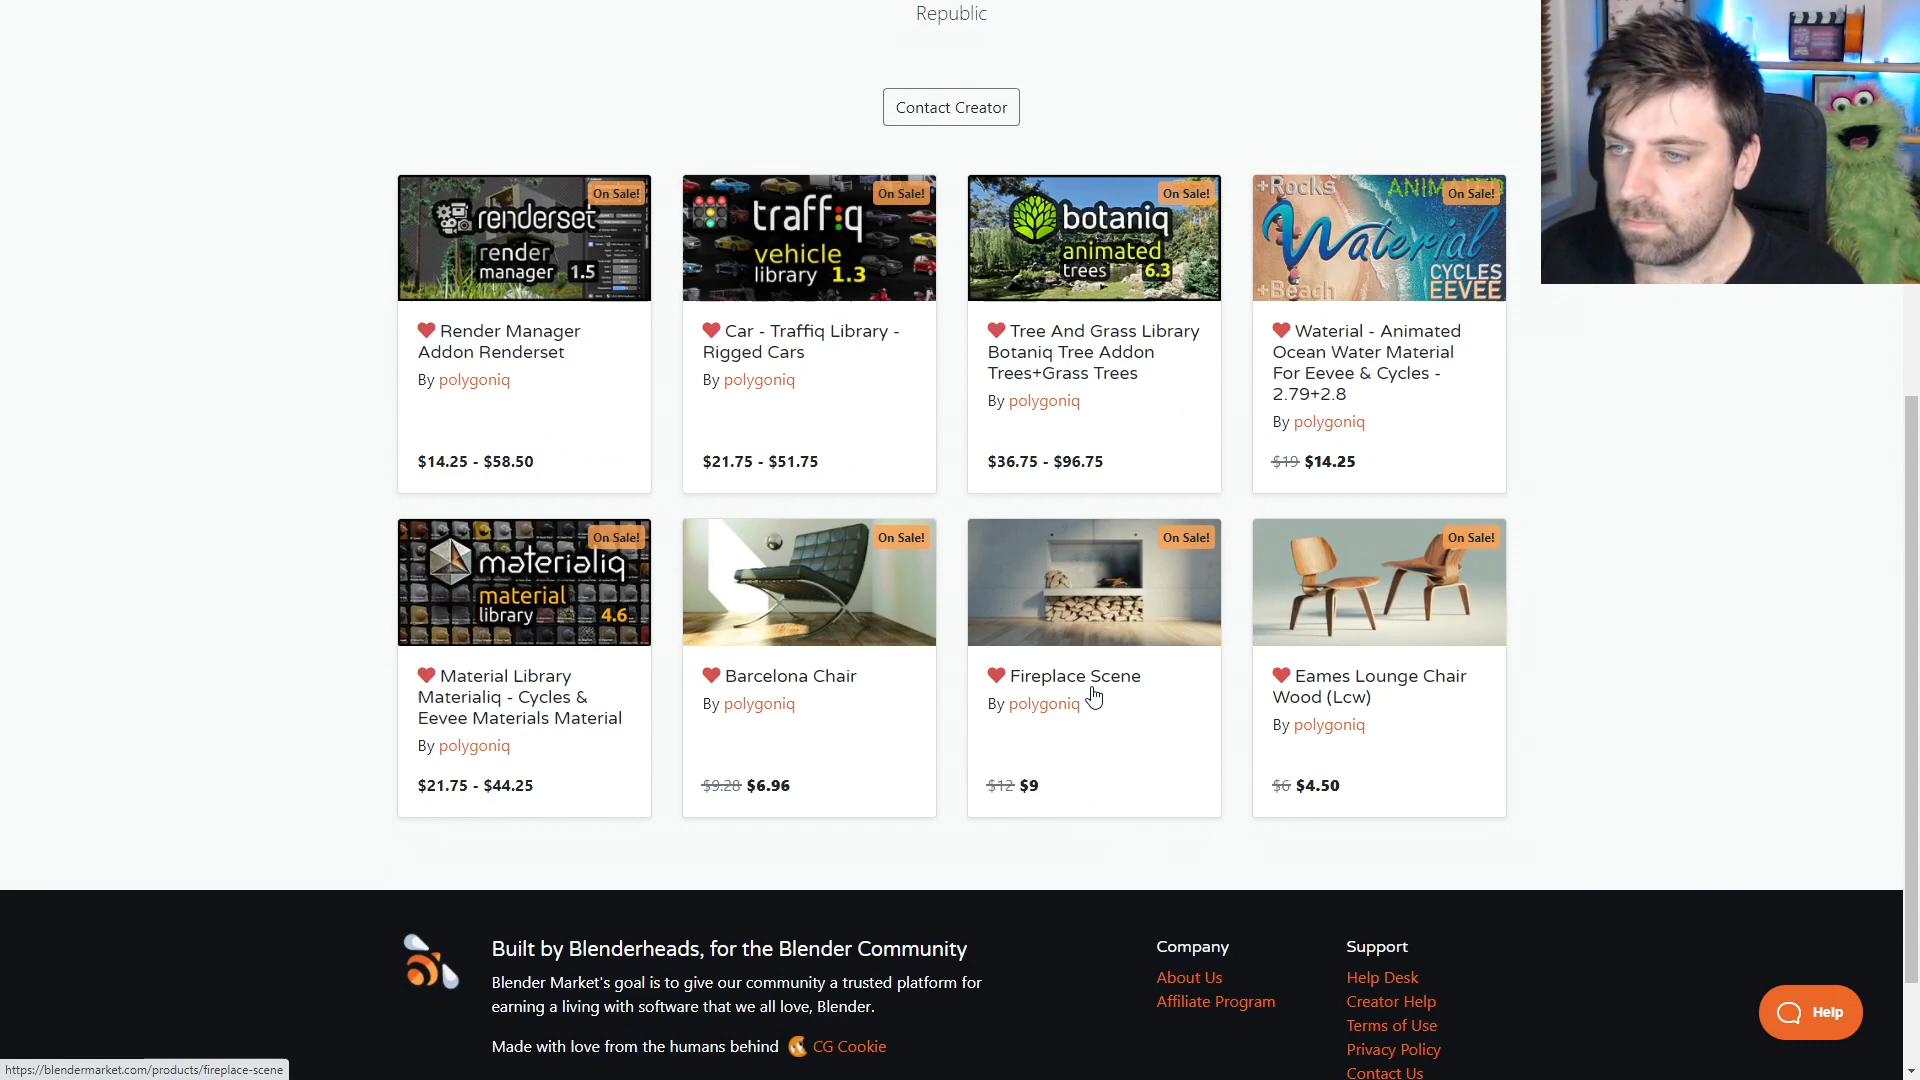 Republic
Contact Creator
On Sale!
renderset
render
manager 1.5
On Sale!
traffiq
vehicle
library 1.3
On Sale!
botaniq
animated
trees 6.3
On Sale!
+Rocks ANIMATED
Waterial
CYCLES
+Beach EEVEE
Render Manager
Addon Renderset
By polygoniq
$14.25 - $58.50
Car - Traffiq Library -
Rigged Cars
By polygoniq
$21.75 - $51.75
Tree And Grass Library
Botaniq Tree Addon
Trees+Grass Trees
By polygoniq
$36.75 - $96.75
Waterial - Animated
Ocean Water Material
For Eevee & Cycles -
2.79+2.8
By polygoniq
$19 $14.25
On Sale!
materialiq
material
library 4.6
On Sale!
On Sale!
On Sale!
Material Library
Materialiq - Cycles &
Eevee Materials Material
By polygoniq
$21.75 - $44.25
Barcelona Chair
By polygoniq
$9.28 $6.96
Fireplace Scene
By polygoniq
$12 $9
Eames Lounge Chair
Wood (Lcw)
By polygoniq
$6 $4.50
Built by Blenderheads, for the Blender Community
Blender Market's goal is to give our community a trusted platform for
earning a living with software that we all love, Blender.
Made with love from the humans behind CG Cookie
Company
About Us
Affiliate Program
Support
Help Desk
Creator Help
Terms of Use
Privacy Policy
Contact Us
Help
https://blendermarket.com/products/fireplace-scene